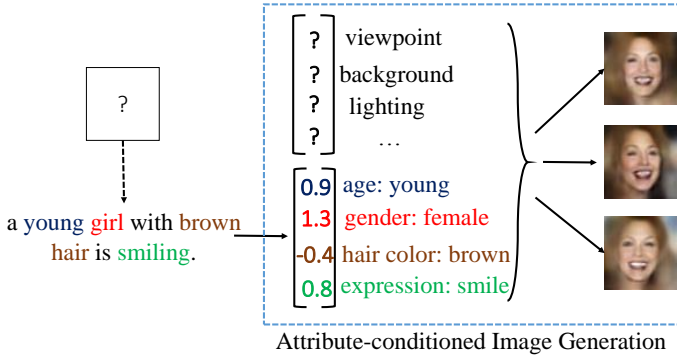 ?
a young girl with brown
hair is smiling.
? viewpoint
? background
? lighting
? …
0.9 age: young
1.3 gender: female
-0.4 hair color: brown
0.8 expression: smile
Attribute-conditioned Image Generation